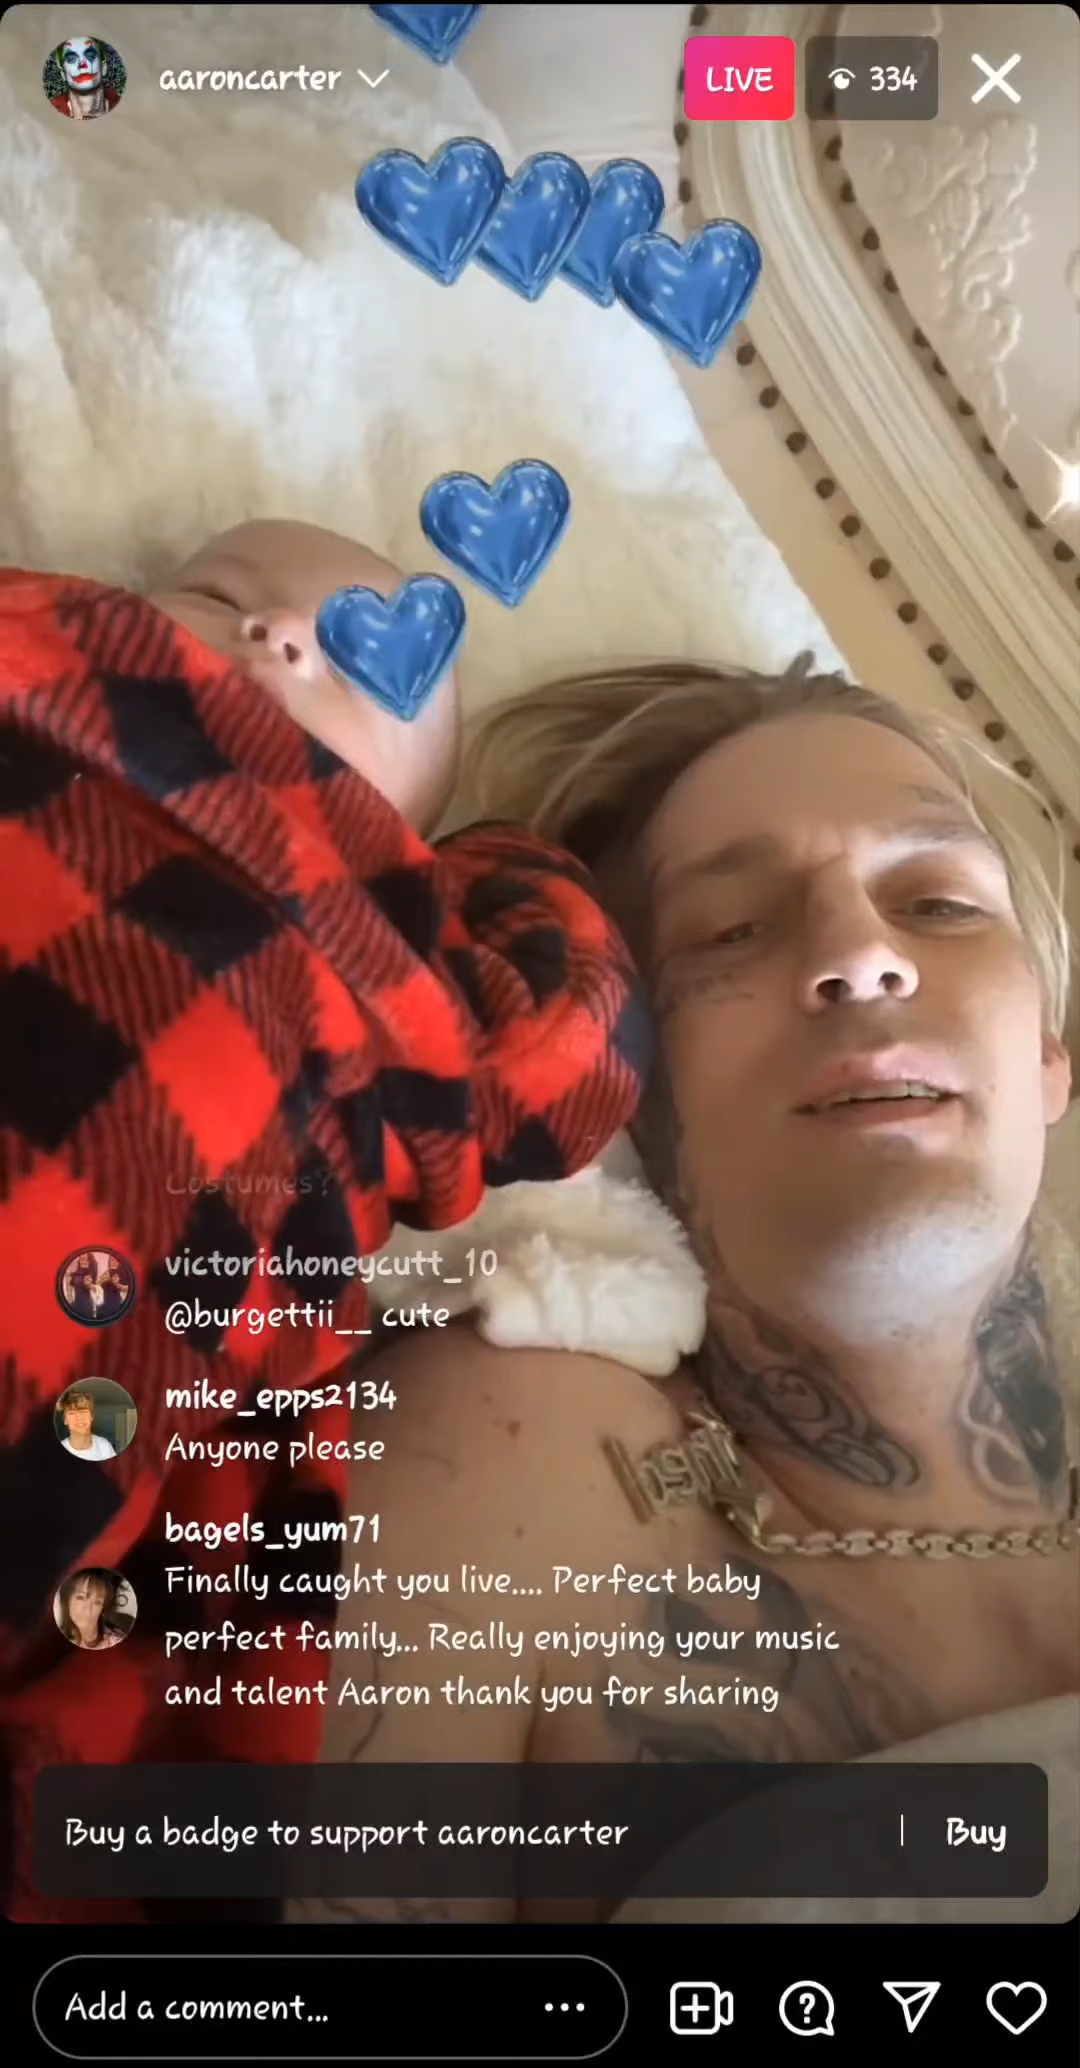 aaroncarter
LIVE
334
Costumes?
victoriahoneycutt_10
@burgettii__ cute
mike_epps2134
Anyone please
bagels_yum71
Finally caught you live.... Perfect baby
perfect family... Really enjoying your music
and talent Aaron thank you for sharing
Buy a badge to support aaroncarter | Buy
Add a comment...